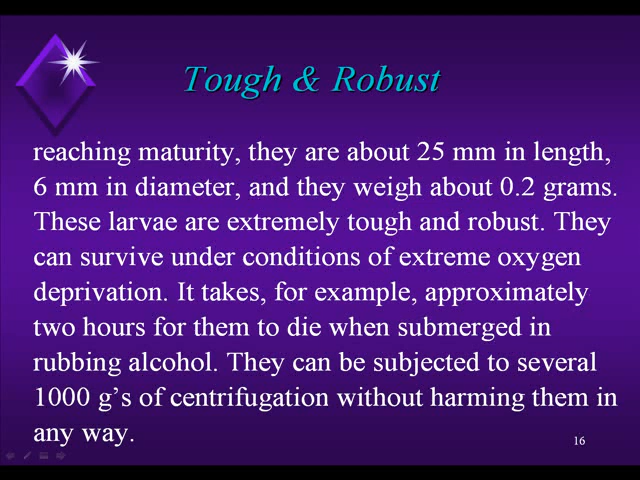 Tough & Robust
reaching maturity, they are about 25 mm in length,
6 mm in diameter, and they weigh about 0.2 grams.
These larvae are extremely tough and robust. They
can survive under conditions of extreme oxygen
deprivation. It takes, for example, approximately
two hours for them to die when submerged in
rubbing alcohol. They can be subjected to several
1000 g’s of centrifugation without harming them in
any way.
16